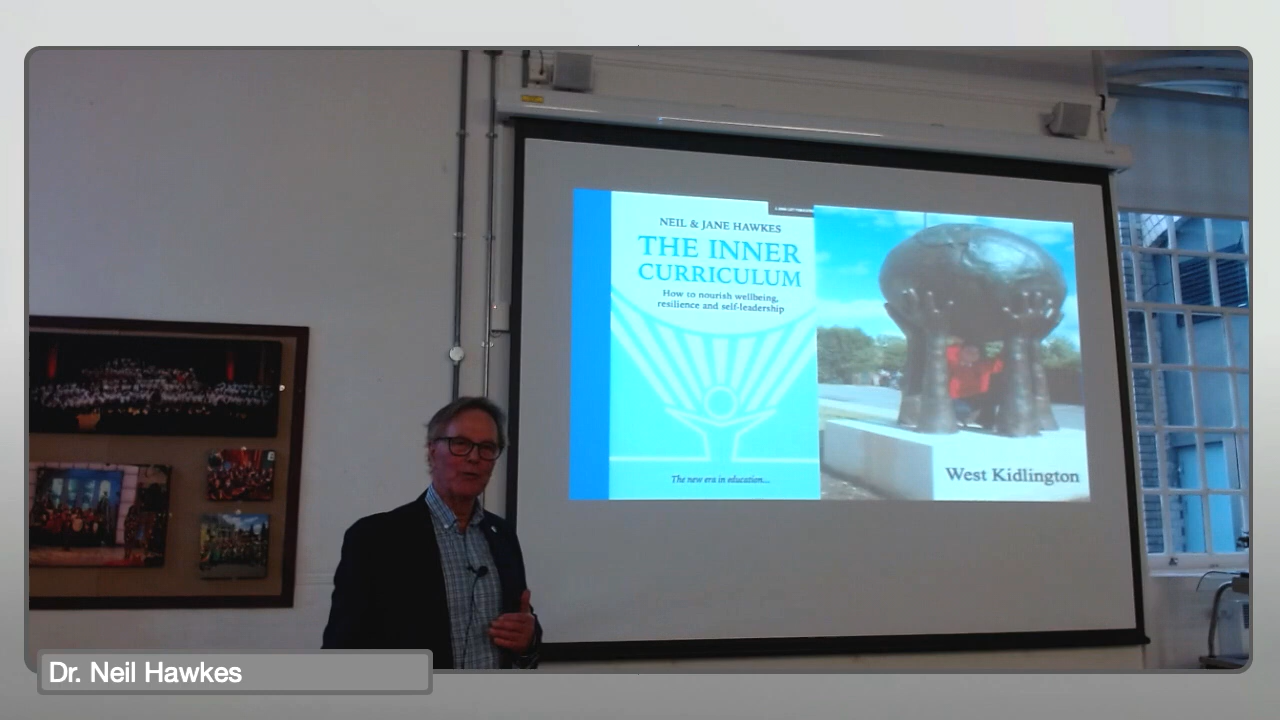 NEIL & JANE HAWKES
THE INNER
CURRICULUM
How to nourish wellbeing,
resilience and self-leadership
The new era in education...
West Kidlington
Dr. Neil Hawkes